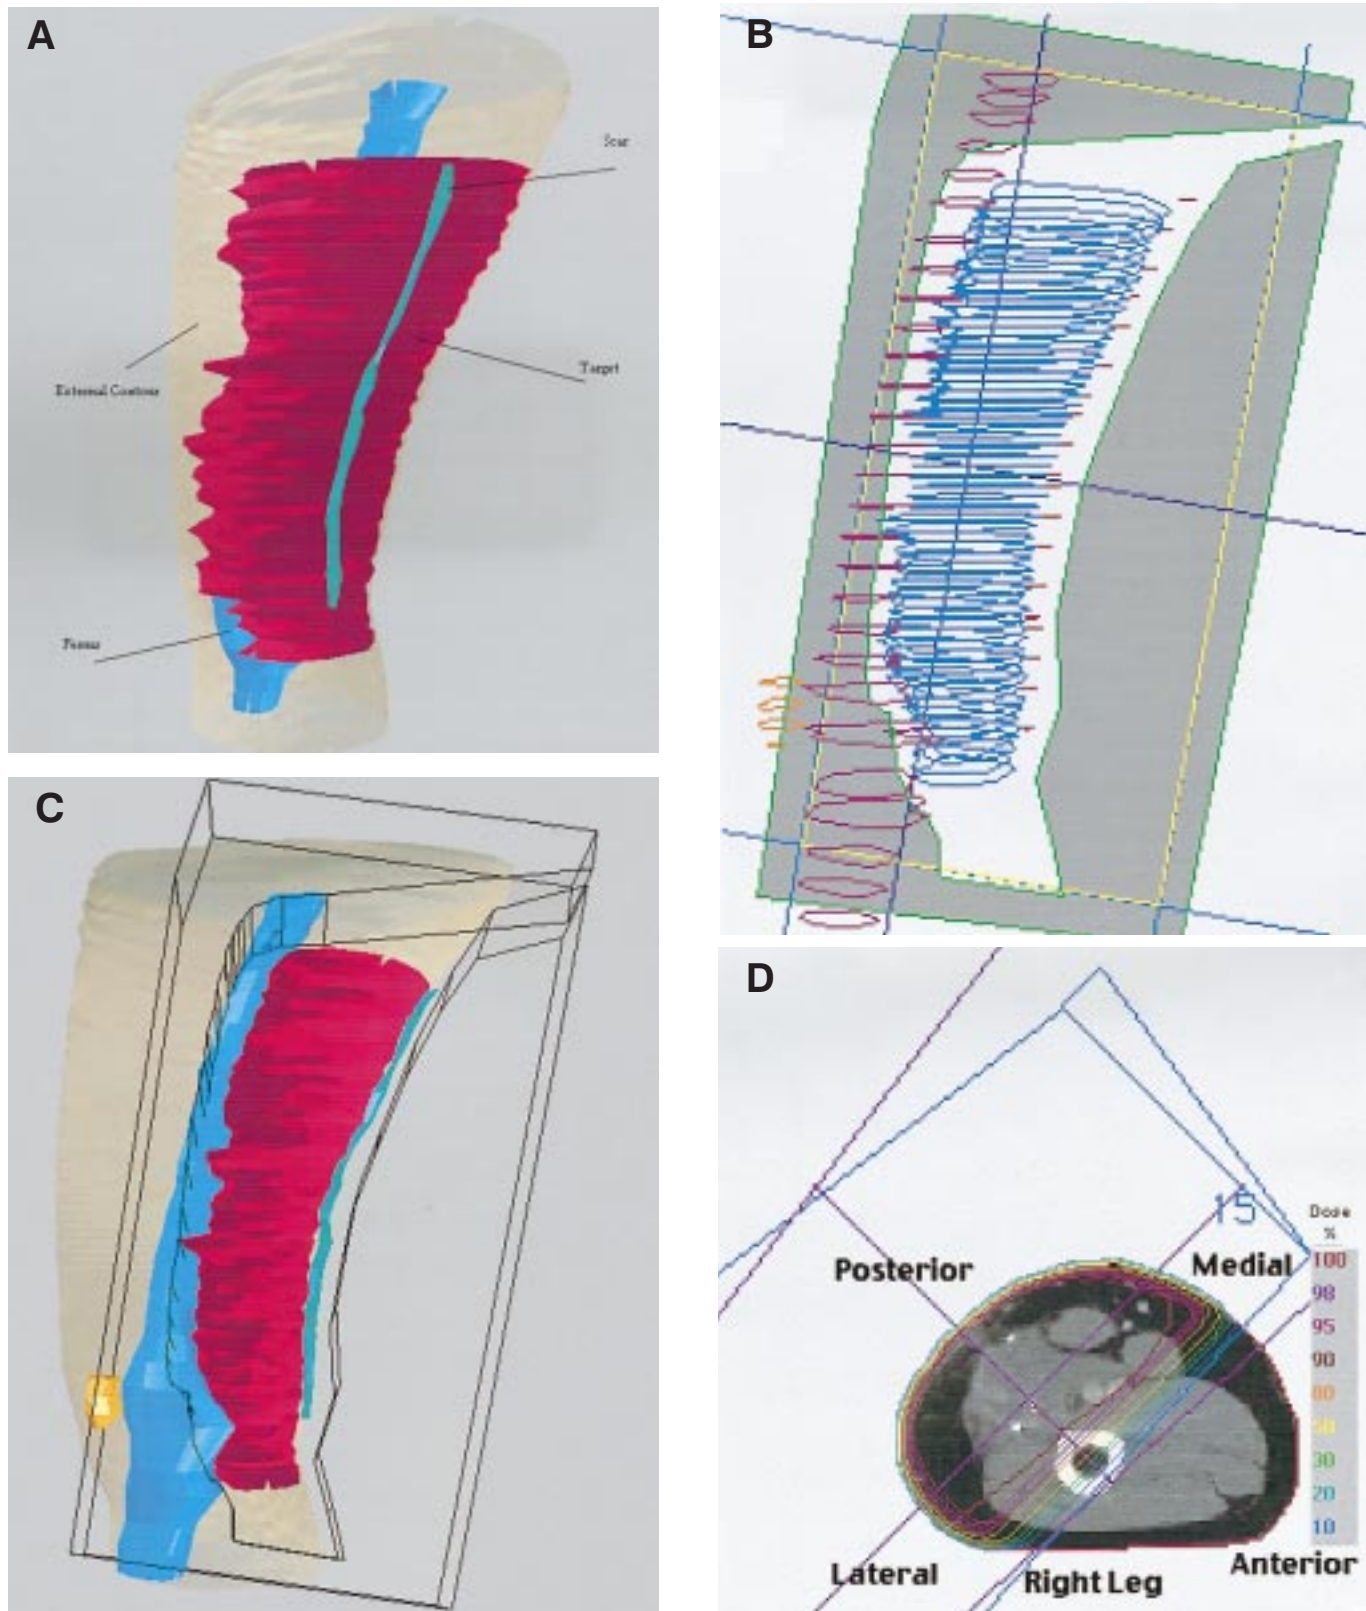 A
Scar
External Contour
Target
Femur
B
C
D
15
Dose
%
Posterior
Medial
100
98
95
90
80
50
30
20
10
Lateral
Right Leg
Anterior